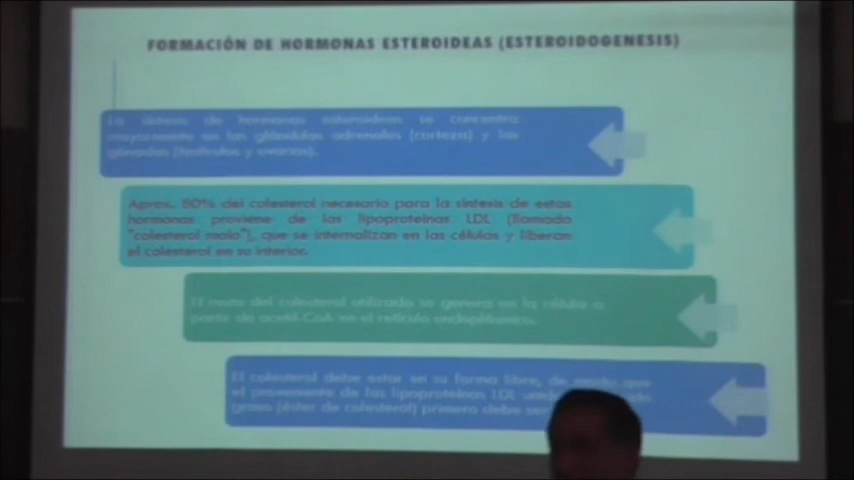 FORMACIÓN DE HORMONAS ESTEROIDEAS (ESTEROIDOGENESIS)
La síntesis de hormonas esteroideas se concentra
mayormente en las glándulas adrenales (corteza) y las
gónadas (testículos y ovarios).
Aprox. 80% del colesterol necesario para la síntesis de estas
hormonas proviene de las lipoproteínas LDL (llamado
"colesterol malo"), que se internalizan en las células y liberan
el colesterol en su interior.
El resto del colesterol utilizado se genera en la célula a
partir de acetil-CoA en el retículo endoplásmico.
El colesterol debe estar en su forma libre, de modo que
el proveniente de las lipoproteínas LDL
graso (éster de colesterol) primero debe